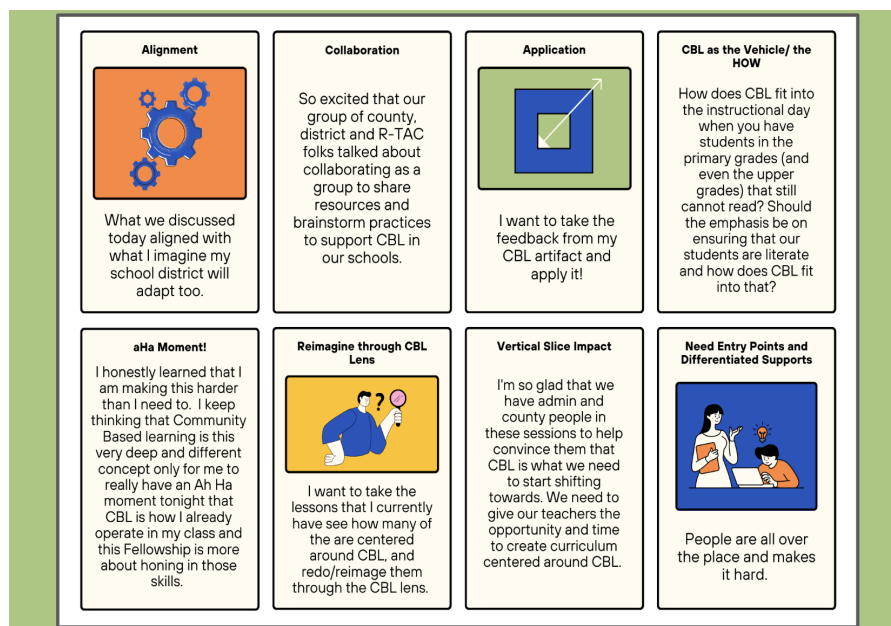 Alignment
What we discussed
today aligned with
what I imagine my
school district will
adapt too.
Collaboration
So excited that our
group of county,
district and R-TAC
folks talked about
collaborating as a
group to share
resources and
brainstorm practices
to support CBL in
our schools.
Application
I want to take the
feedback from my
CBL artifact and
apply it!
CBL as the Vehicle/ the
HOW
How does CBL fit into
the instructional day
when you have
students in the
primary grades (and
even the upper
grades) that still
cannot read? Should
the emphasis be on
ensuring that our
students are literate
and how does CBL fit
into that?
aHa Moment!
I honestly learned that I
am making this harder
than I need to. I keep
thinking that Community
Based learning is this
very deep and different
concept only for me to
really have an Ah Ha
moment tonight that
CBL is how I already
operate in my class and
this Fellowship is more
about honing in those
skills.
Reimagine through CBL
Lens
?
I want to take the
lessons that I currently
have see how many of
the are centered
around CBL, and
redo/reimage them
through the CBL lens.
Vertical Slice Impact
I'm so glad that we
have admin and
county people in
these sessions to help
convince them that
CBL is what we need
to start shifting
towards. We need to
give our teachers the
opportunity and time
to create curriculum
centered around CBL.
Need Entry Points and
Differentiated Supports
People are all over
the place and makes
it hard.